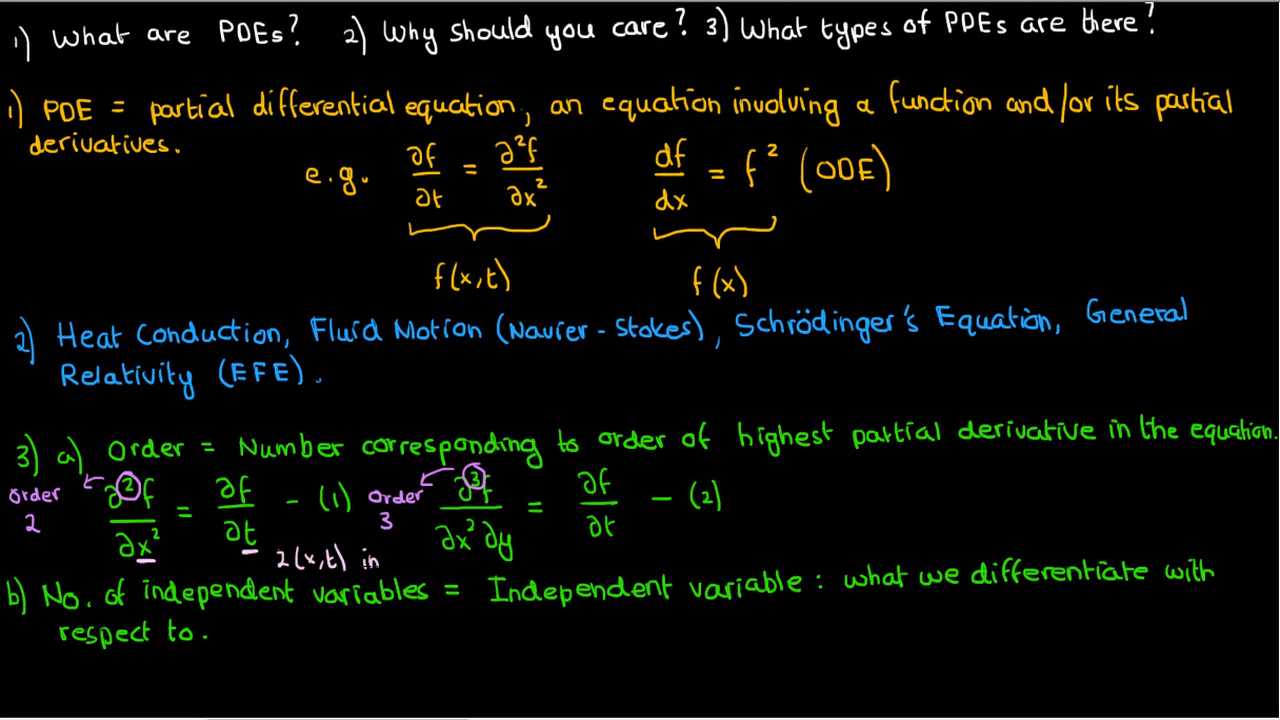 1) What are PDEs? 2) Why should you care? 3) What types of PDEs are there?
1) PDE = partial differential equation, an equation involving a function and/or its partial
derivatives.
e.g. ∂f/∂t = ∂²f/∂x² df/dx = f² (ODE)
f(x,t) f(x)
2) Heat Conduction, Fluid Motion (Navier-Stokes), Schrödinger's Equation, General
Relativity (EFE).
3) a) Order = Number corresponding to order of highest partial derivative in the equation.
Order 2 ∂²f/∂x² = ∂f/∂t - (1) Order 3 ∂³f/∂x²∂y = ∂f/∂t - (2)
2(x,t) in
b) No. of independent variables = Independent variable: what we differentiate with
respect to.